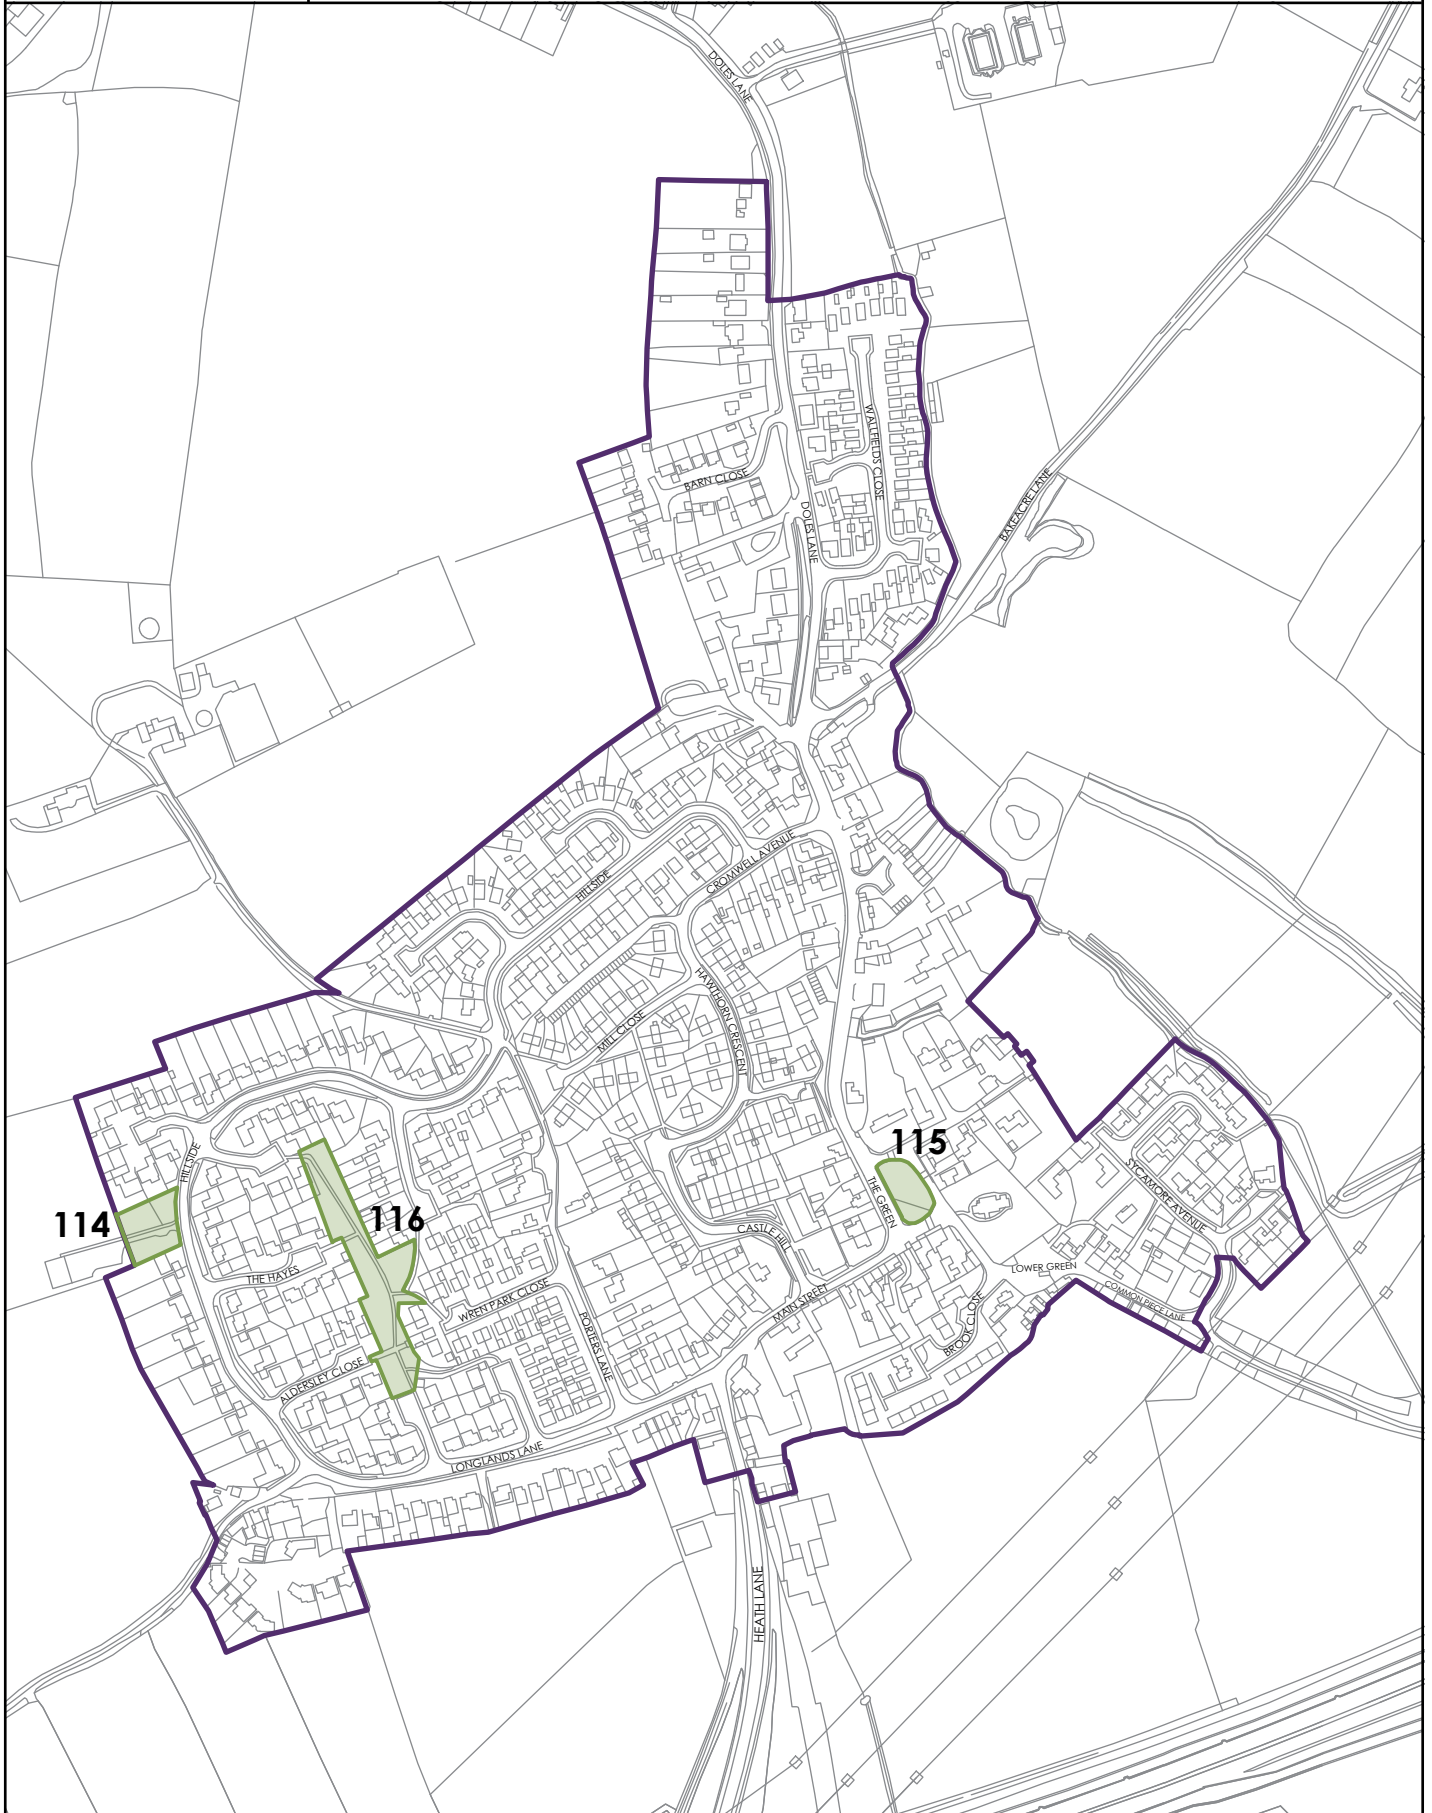 DOLES LANE
WALLFIELDS CLOSE
BARN CLOSE
BAKEACRE LANE
DOLES LANE
CROMWELL AVENUE
HILLSIDE
HAWTHORN CRESCENT
MILL CLOSE
115
HILLSIDE
SYCAMORE AVENUE
THE GREEN
114
116
CASTLE HILL
LOWER GREEN
THE HAYES
COMMON PIECE LANE
WREN PARK CLOSE
MAIN STREET
BROOK CLOSE
PORTERS LANE
ALDERSLEY CLOSE
LONGLANDS LANE
HEATH LANE